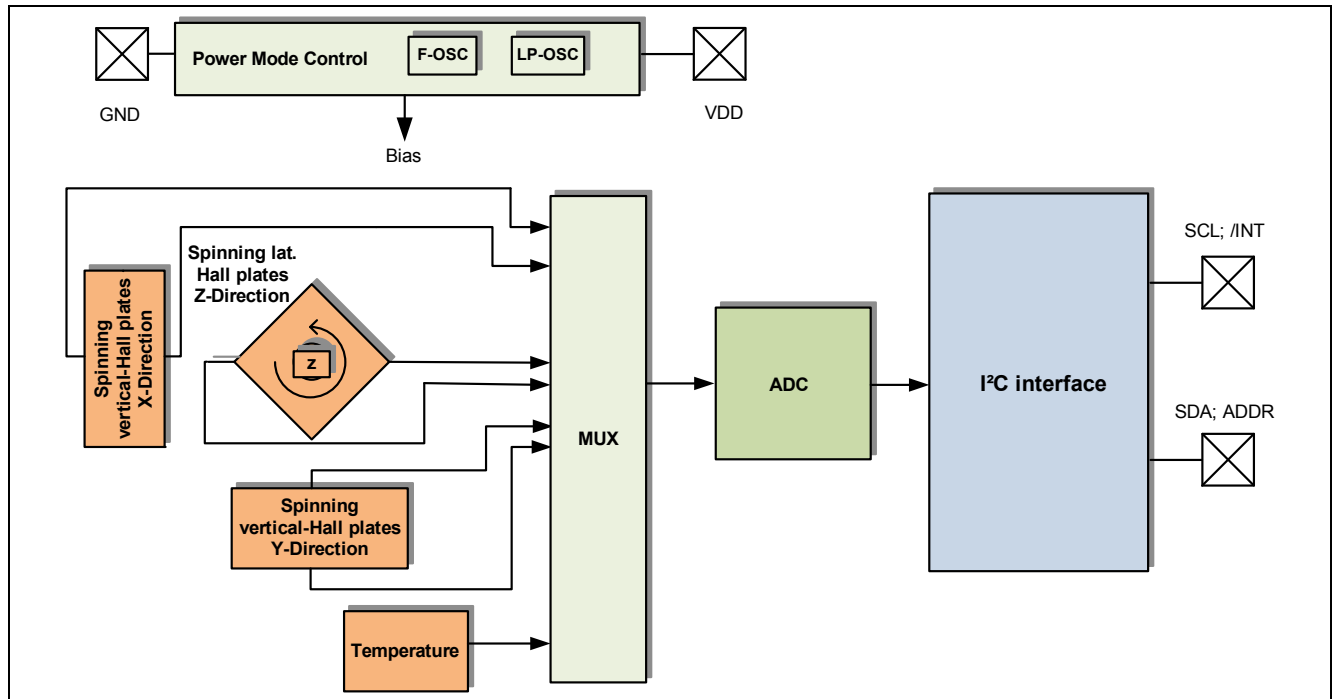 Power Mode Control
F-OSC
LP-OSC
GND
VDD
Bias
Spinning
vertical-Hall plates
X-Direction
Spinning lat.
Hall plates
Z-Direction
z
Spinning
vertical-Hall plates
Y-Direction
Temperature
MUX
ADC
I²C interface
SCL; /INT
SDA; ADDR